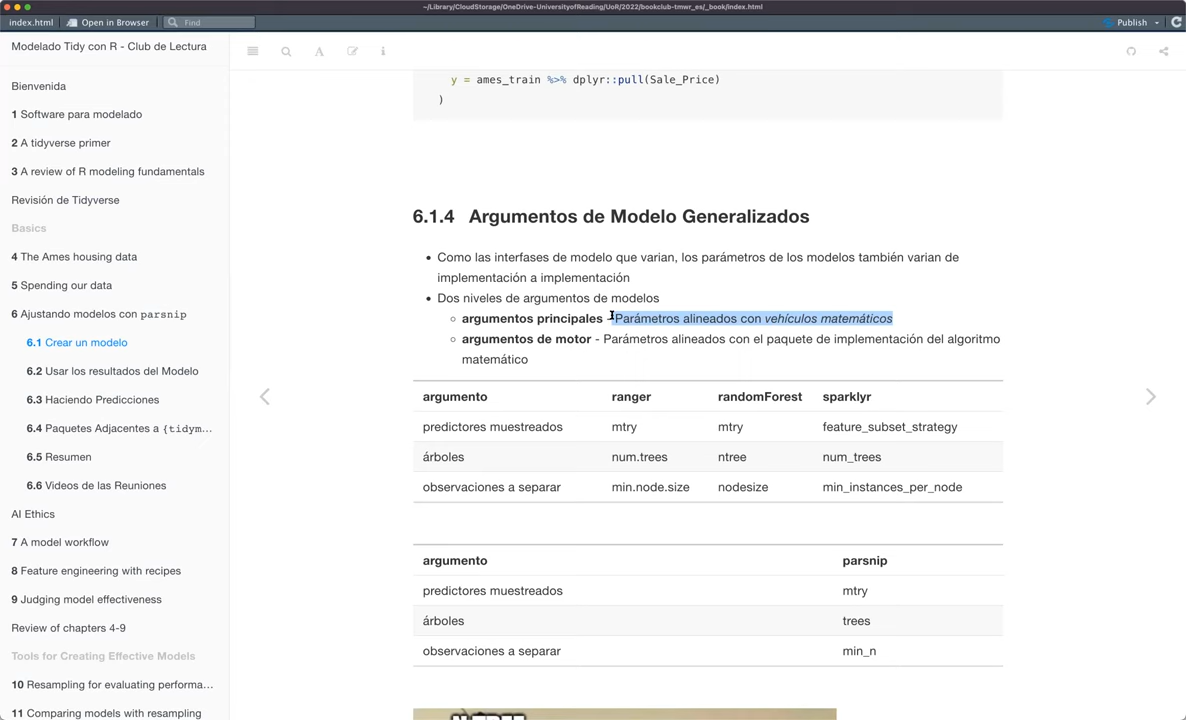 ~/Library/CloudStorage/OneDrive-UniversityofReading/UoR/2022/bookclub-tmwr_es/_book/index.html
index.html Open in Browser Find Publish
Modelado Tidy con R - Club de Lectura
Bienvenida
1 Software para modelado
2 A tidyverse primer
3 A review of R modeling fundamentals
Revisión de Tidyverse
Basics
4 The Ames housing data
5 Spending our data
6 Ajustando modelos con parsnip
6.1 Crear un modelo
6.2 Usar los resultados del Modelo
6.3 Haciendo Predicciones
6.4 Paquetes Adjacentes a {tidym...
6.5 Resumen
6.6 Videos de las Reuniones
AI Ethics
7 A model workflow
8 Feature engineering with recipes
9 Judging model effectiveness
Review of chapters 4-9
Tools for Creating Effective Models
10 Resampling for evaluating performa...
11 Comparing models with resampling
y = ames_train %>% dplyr::pull(Sale_Price)
)
6.1.4 Argumentos de Modelo Generalizados
• Como las interfases de modelo que varian, los parámetros de los modelos también varian de
implementación a implementación
• Dos niveles de argumentos de modelos
argumentos principales - Parámetros alineados con vehículos matemáticos
argumentos de motor - Parámetros alineados con el paquete de implementación del algoritmo
matemático
argumento ranger randomForest sparklyr
predictores muestreados mtry mtry feature_subset_strategy
árboles num.trees ntree num_trees
observaciones a separar min.node.size nodesize min_instances_per_node
argumento parsnip
predictores muestreados mtry
árboles trees
observaciones a separar min_n